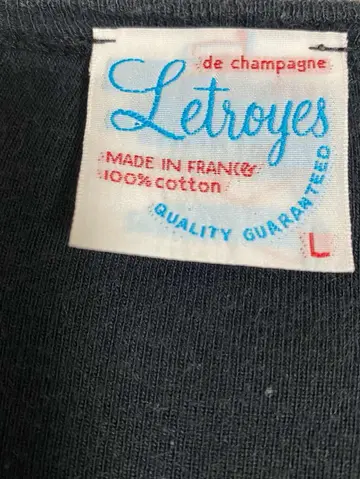 de champagne
Letroyes
MADE IN FRANCE
100% cotton
QUALITY GUARANTEED
L